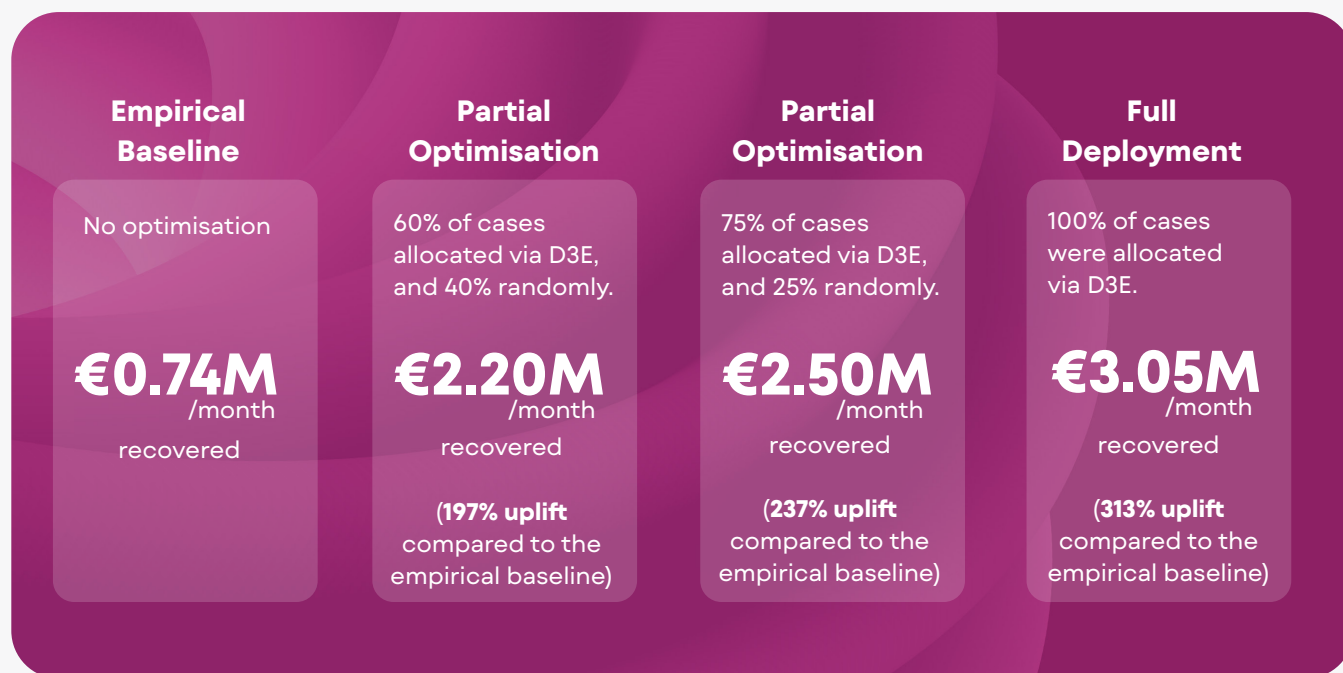 Empirical
Baseline
No optimisation
€0.74M
/month
recovered
Partial
Optimisation
60% of cases
allocated via D3E,
and 40% randomly.
€2.20M
/month
recovered
(197% uplift
compared to the
empirical baseline)
Partial
Optimisation
75% of cases
allocated via D3E,
and 25% randomly.
€2.50M
/month
recovered
(237% uplift
compared to the
empirical baseline)
Full
Deployment
100% of cases
were allocated
via D3E.
€3.05M
/month
recovered
(313% uplift
compared to the
empirical baseline)